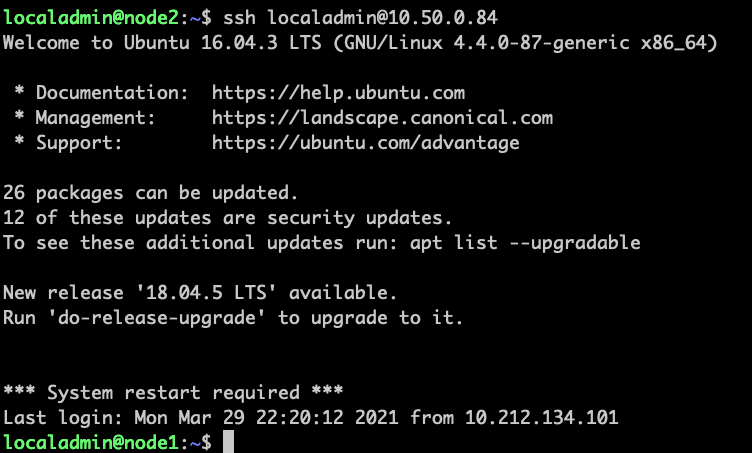 localadmin@node2:~$ ssh localadmin@10.50.0.84
Welcome to Ubuntu 16.04.3 LTS (GNU/Linux 4.4.0-87-generic x86_64)

 * Documentation:  https://help.ubuntu.com
 * Management:     https://landscape.canonical.com
 * Support:        https://ubuntu.com/advantage

26 packages can be updated.
12 of these updates are security updates.
To see these additional updates run: apt list --upgradable

New release '18.04.5 LTS' available.
Run 'do-release-upgrade' to upgrade to it.


*** System restart required ***
Last login: Mon Mar 29 22:20:12 2021 from 10.212.134.101
localadmin@node1:~$